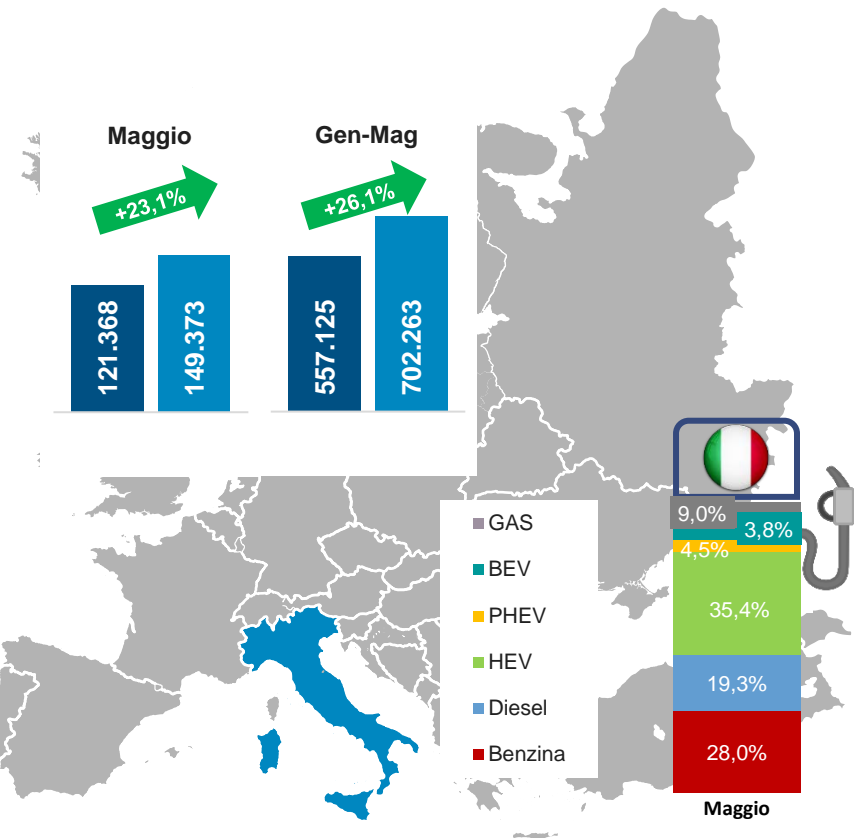 Maggio
Gen-Mag
+23,1%
+26,1%
121.368
149.373
557.125
702.263
GAS
BEV
PHEV
HEV
Diesel
Benzina
9,0%
3,8%
4,5%
35,4%
19,3%
28,0%
Maggio